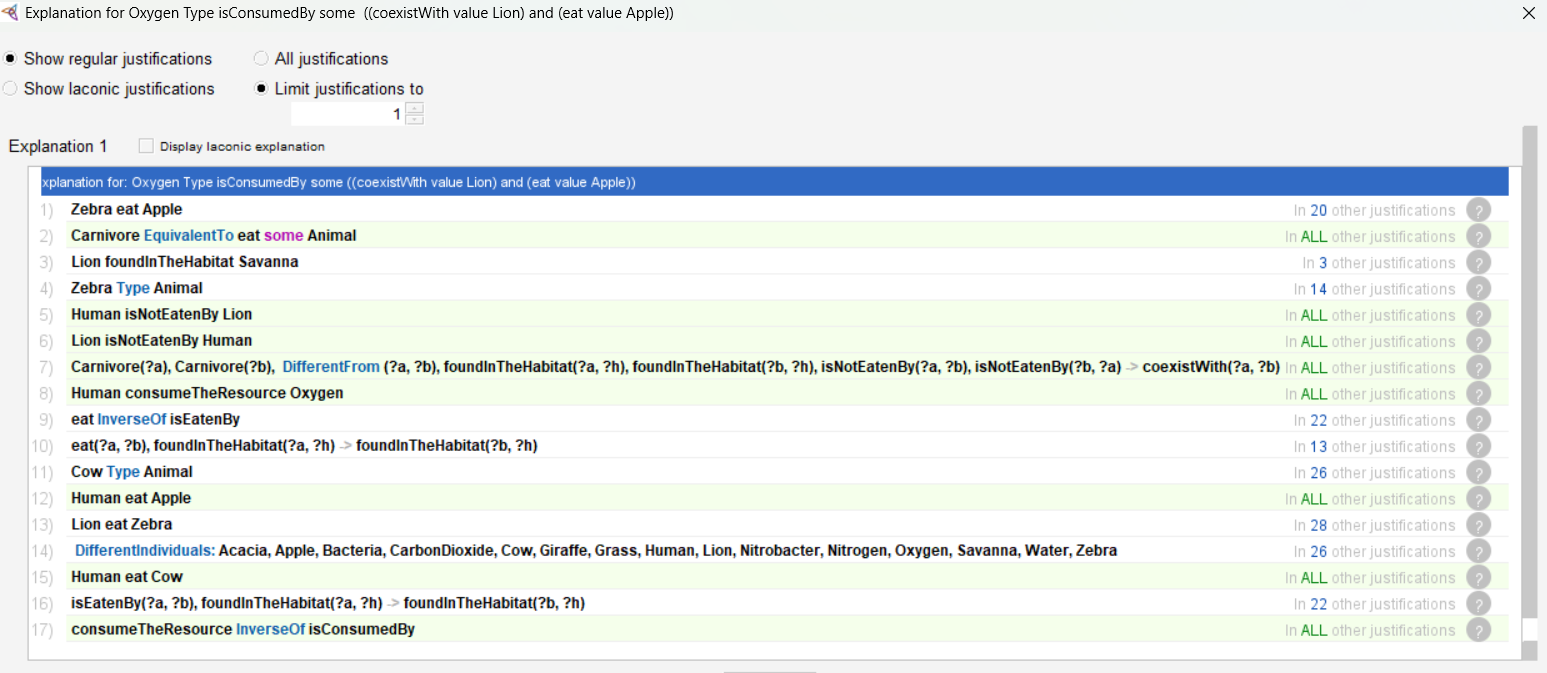 Explanation for Oxygen Type isConsumedBy some ((coexistWith value Lion) and (eat value Apple))
Show regular justifications All justifications
Show laconic justifications Limit justifications to
1
Explanation 1 Display laconic explanation
xplanation for: Oxygen Type isConsumedBy some ((coexistWith value Lion) and (eat value Apple))
1) Zebra eat Apple In 20 other justifications ?
2) Carnivore EquivalentTo eat some Animal In ALL other justifications ?
3) Lion foundInTheHabitat Savanna In 3 other justifications ?
4) Zebra Type Animal In 14 other justifications ?
5) Human isNotEatenBy Lion In ALL other justifications ?
6) Lion isNotEatenBy Human In ALL other justifications ?
7) Carnivore(?a), Carnivore(?b), DifferentFrom (?a, ?b), foundInTheHabitat(?a, ?h), foundInTheHabitat(?b, ?h), isNotEatenBy(?a, ?b), isNotEatenBy(?b, ?a) -> coexistWith(?a, ?b) In ALL other justifications ?
8) Human consumeTheResource Oxygen In ALL other justifications ?
9) eat InverseOf isEatenBy In 22 other justifications ?
10) eat(?a, ?b), foundInTheHabitat(?a, ?h) -> foundInTheHabitat(?b, ?h) In 13 other justifications ?
11) Cow Type Animal In 26 other justifications ?
12) Human eat Apple In ALL other justifications ?
13) Lion eat Zebra In 28 other justifications ?
14) DifferentIndividuals: Acacia, Apple, Bacteria, CarbonDioxide, Cow, Giraffe, Grass, Human, Lion, Nitrobacter, Nitrogen, Oxygen, Savanna, Water, Zebra In 26 other justifications ?
15) Human eat Cow In ALL other justifications ?
16) isEatenBy(?a, ?b), foundInTheHabitat(?a, ?h) -> foundInTheHabitat(?b, ?h) In 22 other justifications ?
17) consumeTheResource InverseOf isConsumedBy In ALL other justifications ?